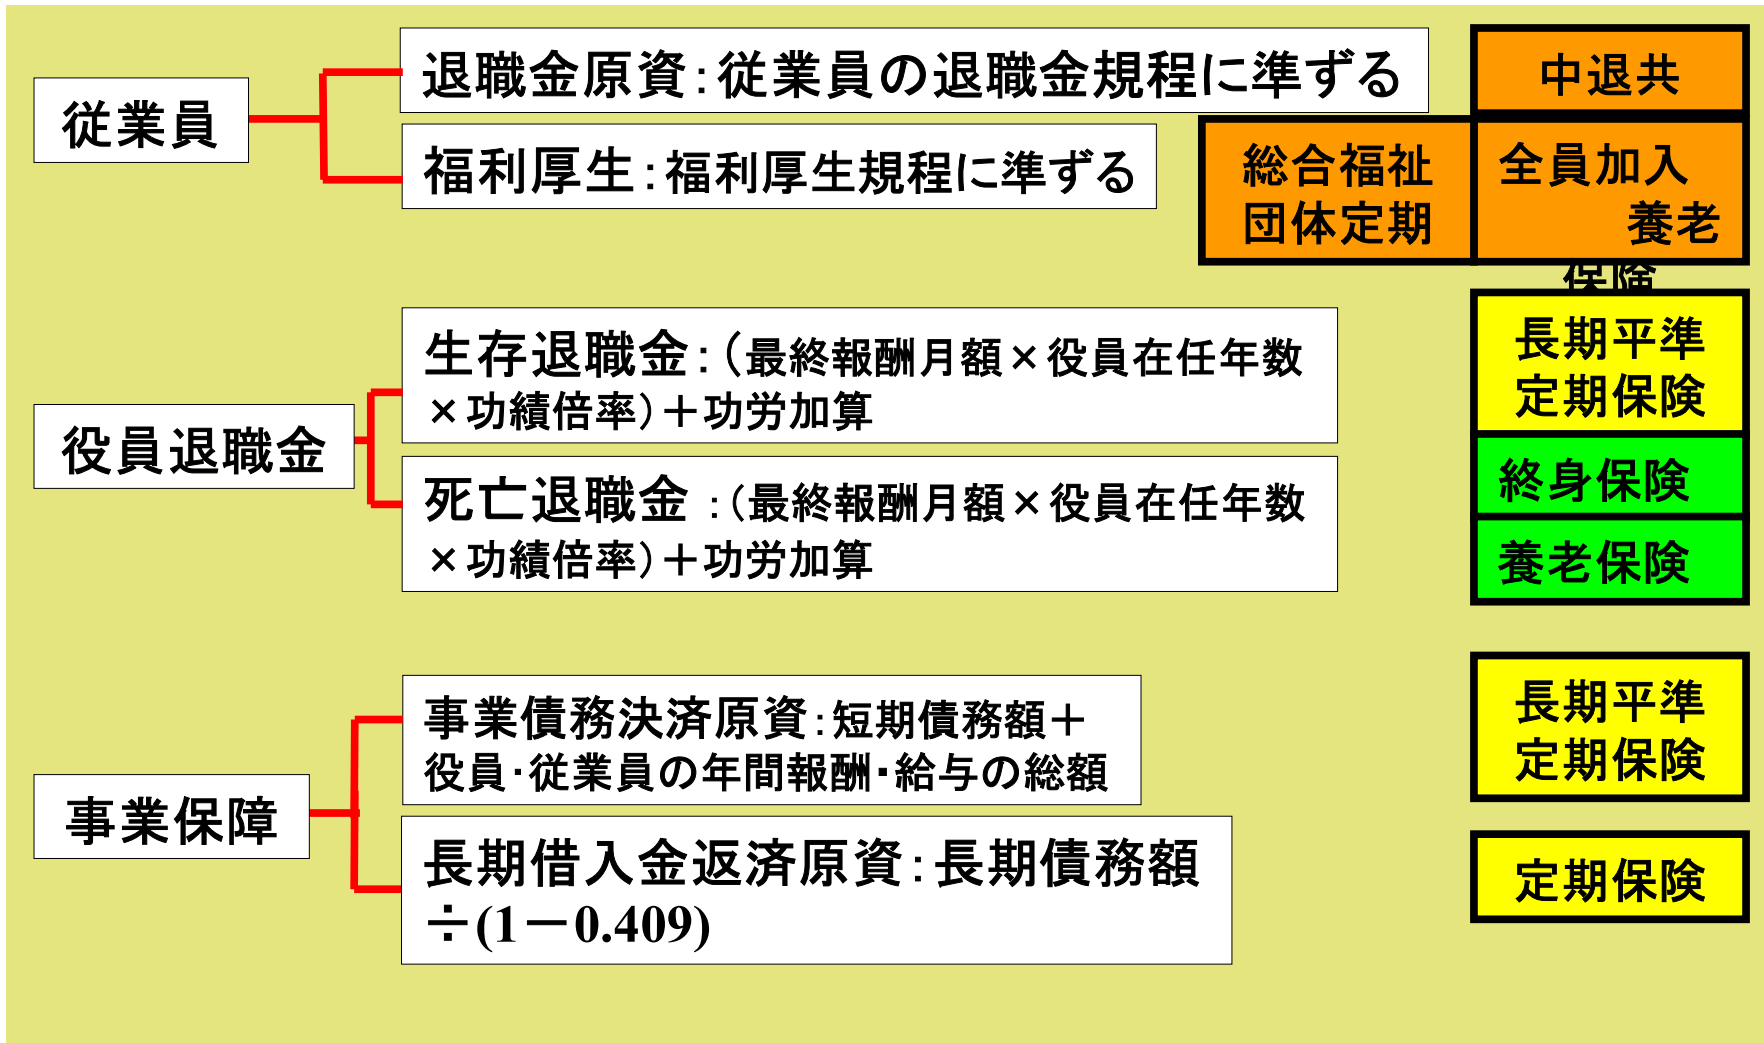 従業員
退職金原資：従業員の退職金規程に準ずる
中退共
福利厚生：福利厚生規程に準ずる
総合福祉
団体定期
全員加入
養老
保険
役員退職金
生存退職金：（最終報酬月額×役員在任年数
×功績倍率）＋功労加算
死亡退職金：（最終報酬月額×役員在任年数
×功績倍率）＋功労加算
長期平準
定期保険
終身保険
養老保険
事業保障
事業債務決済原資：短期債務額＋
役員・従業員の年間報酬・給与の総額
長期借入金返済原資：長期債務額
÷(1－0.409)
長期平準
定期保険
定期保険